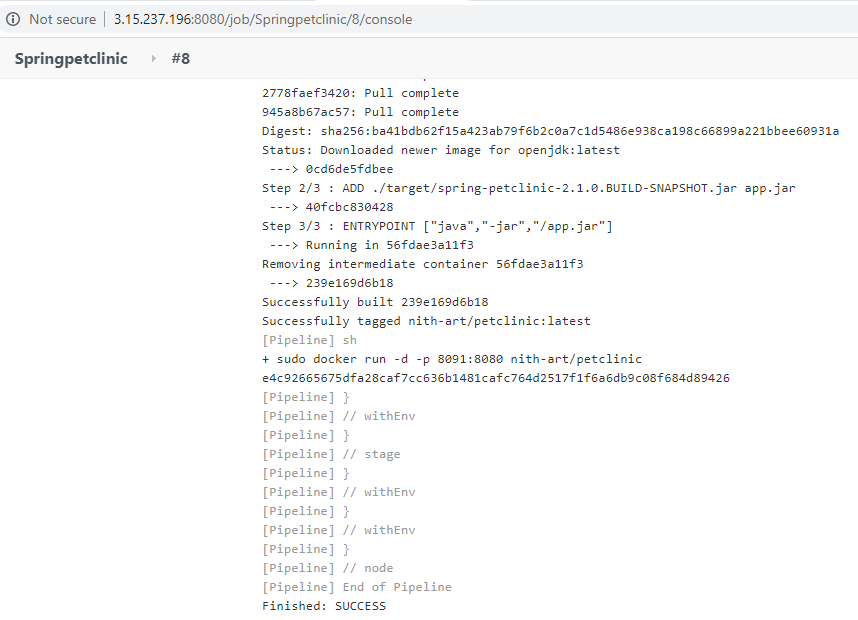 Not secure | 3.15.237.196:8080/job/Springpetclinic/8/console
Springpetclinic #8
2778faef3420: Pull complete
945a8b67ac57: Pull complete
Digest: sha256:ba41bdb62f15a423ab79f6b2c0a7c1d5486e938ca198c66899a221bbee60931a
Status: Downloaded newer image for openjdk:latest
---> 0cd6de5fdbee
Step 2/3 : ADD ./target/spring-petclinic-2.1.0.BUILD-SNAPSHOT.jar app.jar
---> 40fcbc830428
Step 3/3 : ENTRYPOINT ["java","-jar","/app.jar"]
---> Running in 56fdae3a11f3
Removing intermediate container 56fdae3a11f3
---> 239e169d6b18
Successfully built 239e169d6b18
Successfully tagged nith-art/petclinic:latest
[Pipeline] sh
+ sudo docker run -d -p 8091:8080 nith-art/petclinic
e4c92665675dfa28caf7cc636b1481cafc764d2517f1f6a6db9c08f684d89426
[Pipeline] }
[Pipeline] // withEnv
[Pipeline] }
[Pipeline] // stage
[Pipeline] }
[Pipeline] // withEnv
[Pipeline] }
[Pipeline] // withEnv
[Pipeline] }
[Pipeline] // node
[Pipeline] End of Pipeline
Finished: SUCCESS